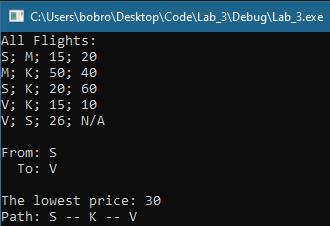 C:\Users\bobro\Desktop\Code\Lab_3\Debug\Lab_3.exe
All Flights:
S; M; 15; 20
M; K; 50; 40
S; K; 20; 60
V; K; 15; 10
V; S; 26; N/A
From: S
To: V
The lowest price: 30
Path: S -- K -- V